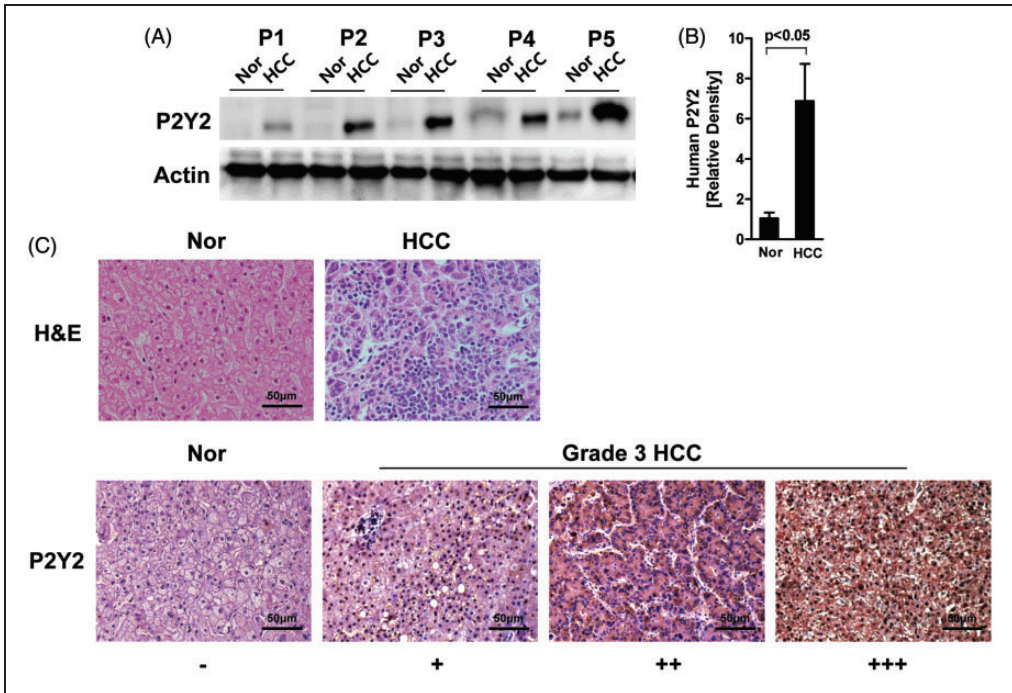 (A)
P1 P2 P3 P4 P5
Nor HCC Nor HCC Nor HCC Nor HCC Nor HCC
P2Y2
Actin
(B)
p<0.05
Human P2Y2
[Relative Density]
10
8
6
4
2
0
Nor HCC
(C)
Nor HCC
H&E
50μm 50μm
Nor Grade 3 HCC
P2Y2
50μm 50μm 50μm 50μm
- + ++ +++